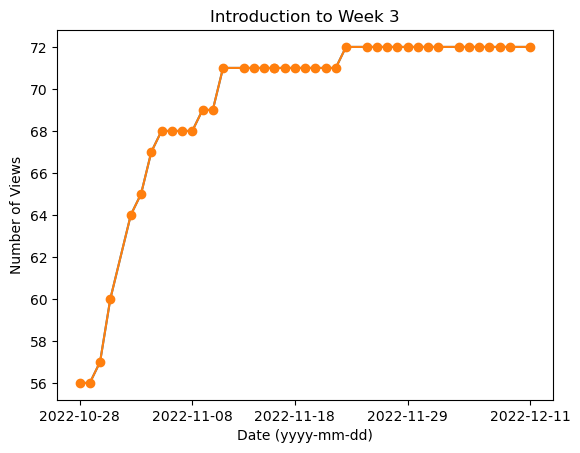 Introduction to Week 3
72
70
68
66
64
62
60
58
56
Number of Views
2022-10-28 2022-11-08 2022-11-18 2022-11-29 2022-12-11
Date (yyyy-mm-dd)